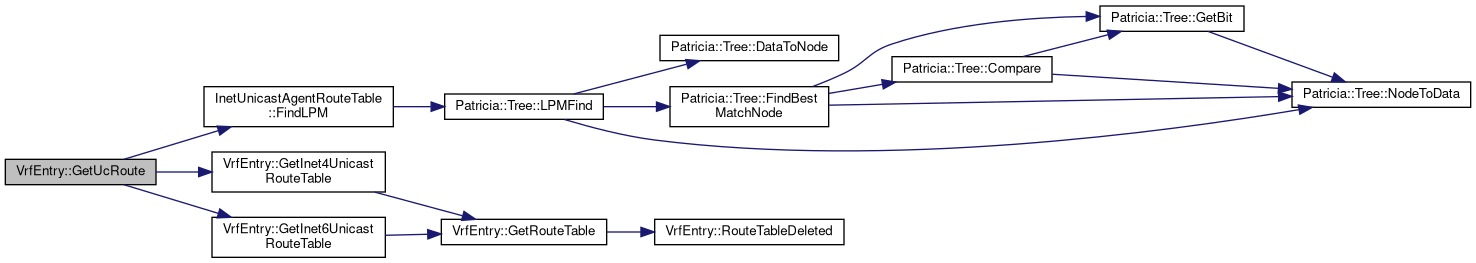 VrfEntry::GetUcRoute
InetUnicastAgentRouteTable
::FindLPM
VrfEntry::GetInet4Unicast
RouteTable
VrfEntry::GetInet6Unicast
RouteTable
Patricia::Tree::LPMFind
VrfEntry::GetRouteTable
Patricia::Tree::DataToNode
Patricia::Tree::FindBest
MatchNode
VrfEntry::RouteTableDeleted
Patricia::Tree::Compare
Patricia::Tree::GetBit
Patricia::Tree::NodeToData